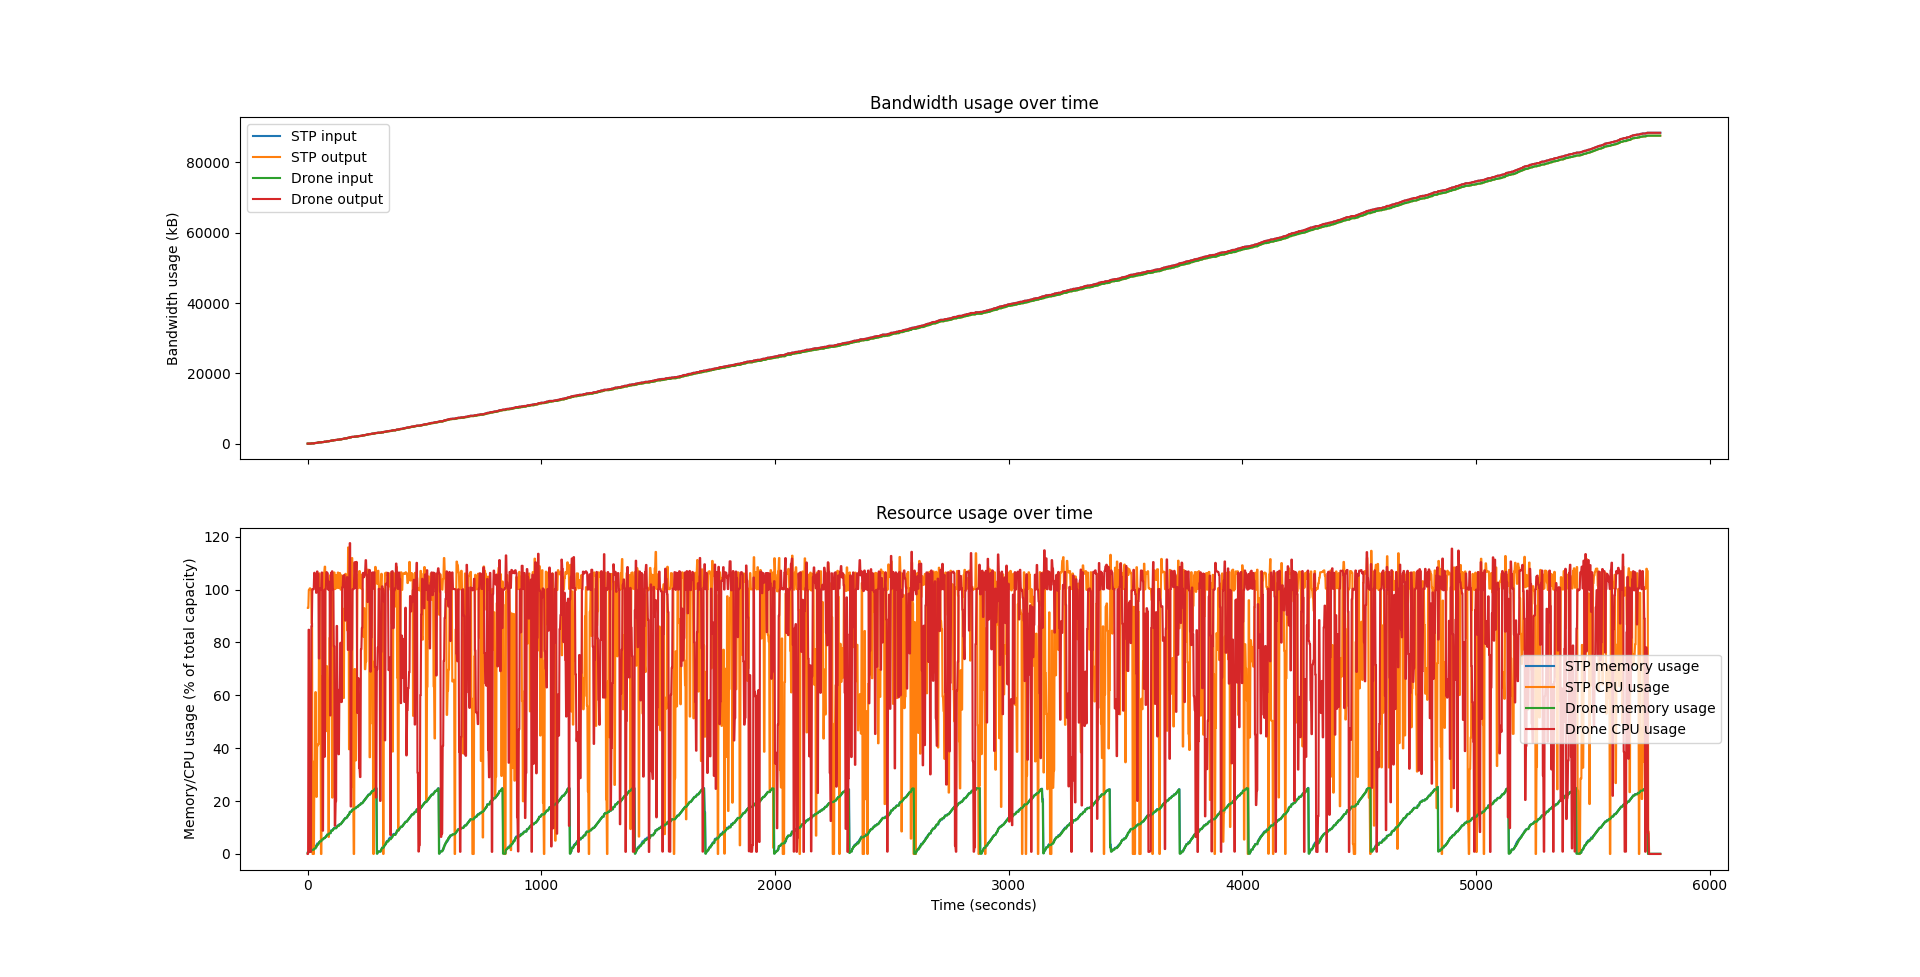 Bandwidth usage over time
STP input
STP output
Drone input
Drone output
Bandwidth usage (kB)
80000
60000
40000
20000
0
Resource usage over time
STP memory usage
STP CPU usage
Drone memory usage
Drone CPU usage
Memory/CPU usage (% of total capacity)
120
100
80
60
40
20
0
0 1000 2000 3000 4000 5000 6000
Time (seconds)